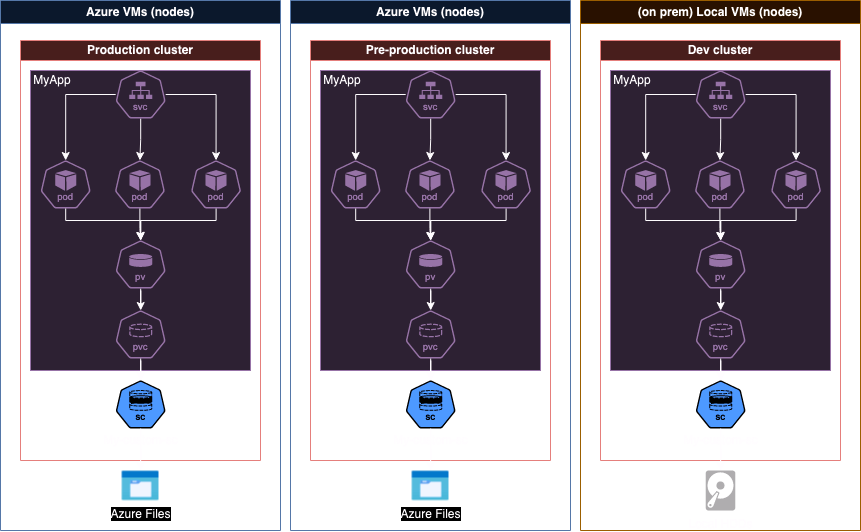 Azure VMs (nodes)
Production cluster
MyApp
svc
pod
pod
pod
pv
pvc
sc
Azure Files
Azure VMs (nodes)
Pre-production cluster
MyApp
svc
pod
pod
pod
pv
pvc
sc
Azure Files
(on prem) Local VMs (nodes)
Dev cluster
MyApp
svc
pod
pod
pod
pv
pvc
sc